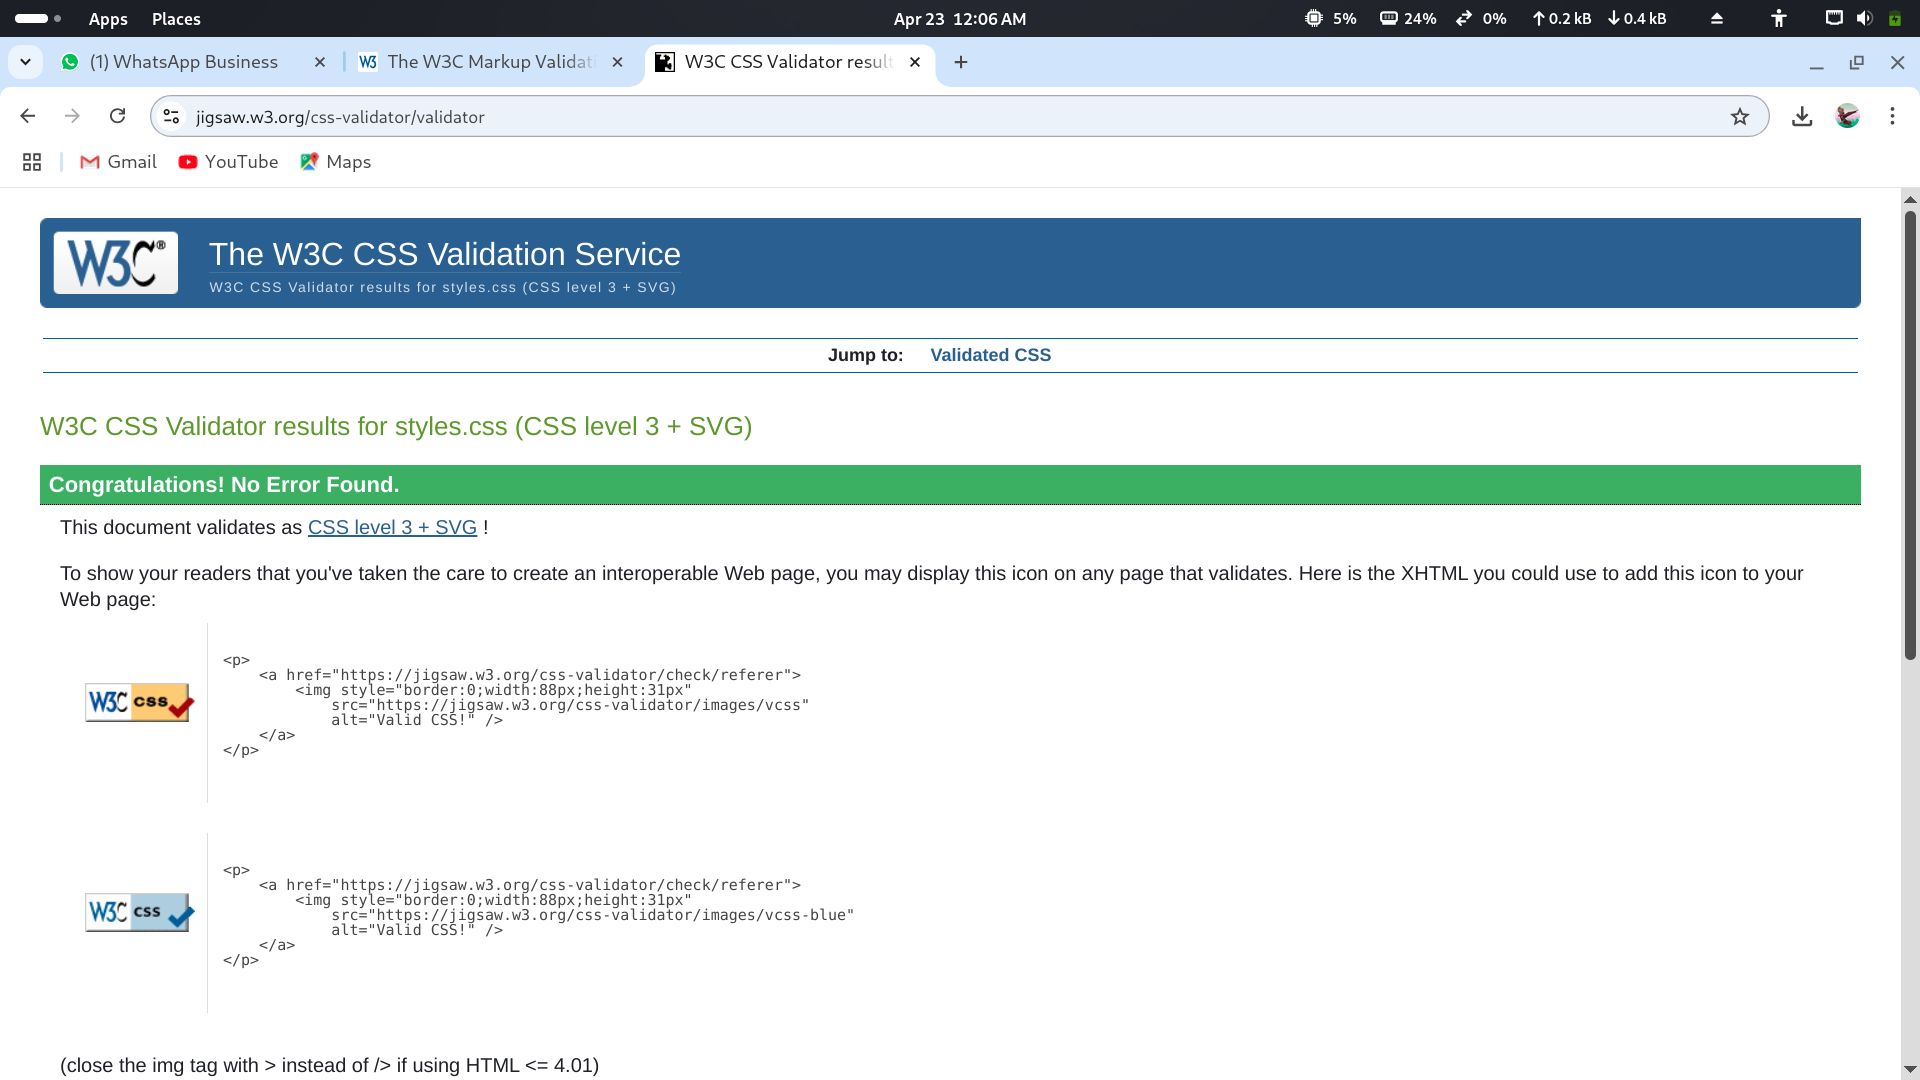 Apps Places Apr 23 12:06 AM 5% 24% 0% 0.2 kB 0.4 kB
(1) WhatsApp Business The W3C Markup Validati W3C CSS Validator result
jigsaw.w3.org/css-validator/validator
Gmail YouTube Maps
W3C® The W3C CSS Validation Service
W3C CSS Validator results for styles.css (CSS level 3 + SVG)
Jump to: Validated CSS
W3C CSS Validator results for styles.css (CSS level 3 + SVG)
Congratulations! No Error Found.
This document validates as CSS level 3 + SVG !
To show your readers that you've taken the care to create an interoperable Web page, you may display this icon on any page that validates. Here is the XHTML you could use to add this icon to your
Web page:
W3C css
<p>
<a href="https://jigsaw.w3.org/css-validator/check/referer">
<img style="border:0;width:88px;height:31px"
src="https://jigsaw.w3.org/css-validator/images/vcss"
alt="Valid CSS!" />
</a>
</p>
W3C css
<p>
<a href="https://jigsaw.w3.org/css-validator/check/referer">
<img style="border:0;width:88px;height:31px"
src="https://jigsaw.w3.org/css-validator/images/vcss-blue"
alt="Valid CSS!" />
</a>
</p>
(close the img tag with > instead of /> if using HTML <= 4.01)